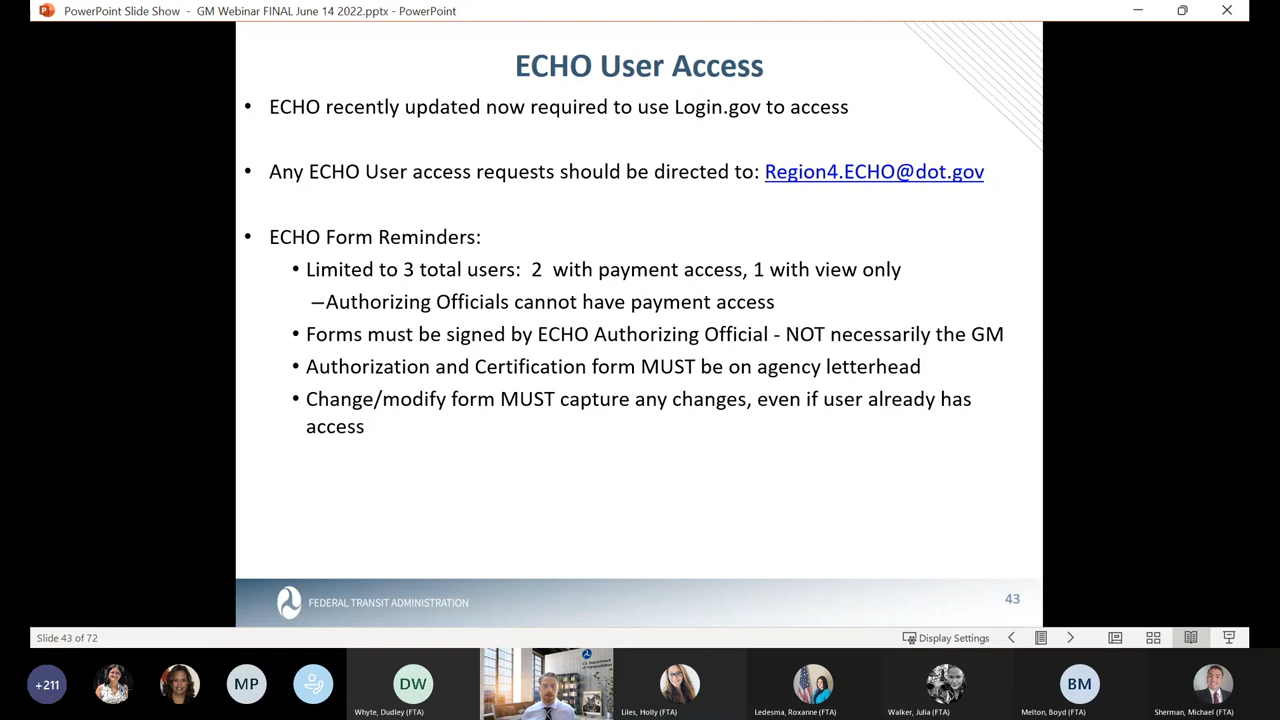 PowerPoint Slide Show - GM Webinar FINAL June 14 2022.pptx - PowerPoint
ECHO User Access
• ECHO recently updated now required to use Login.gov to access
• Any ECHO User access requests should be directed to: Region4.ECHO@dot.gov
• ECHO Form Reminders:
• Limited to 3 total users: 2 with payment access, 1 with view only
–Authorizing Officials cannot have payment access
• Forms must be signed by ECHO Authorizing Official - NOT necessarily the GM
• Authorization and Certification form MUST be on agency letterhead
• Change/modify form MUST capture any changes, even if user already has
access
FEDERAL TRANSIT ADMINISTRATION
43
Slide 43 of 72
Display Settings
+211
MP
DW
BM
U.S. Department
of Transportation
Whyte, Dudley (FTA)
Liles, Holly (FTA)
Ledesma, Roxanne (FTA)
Walker, Julia (FTA)
Melton, Boyd (FTA)
Sherman, Michael (FTA)